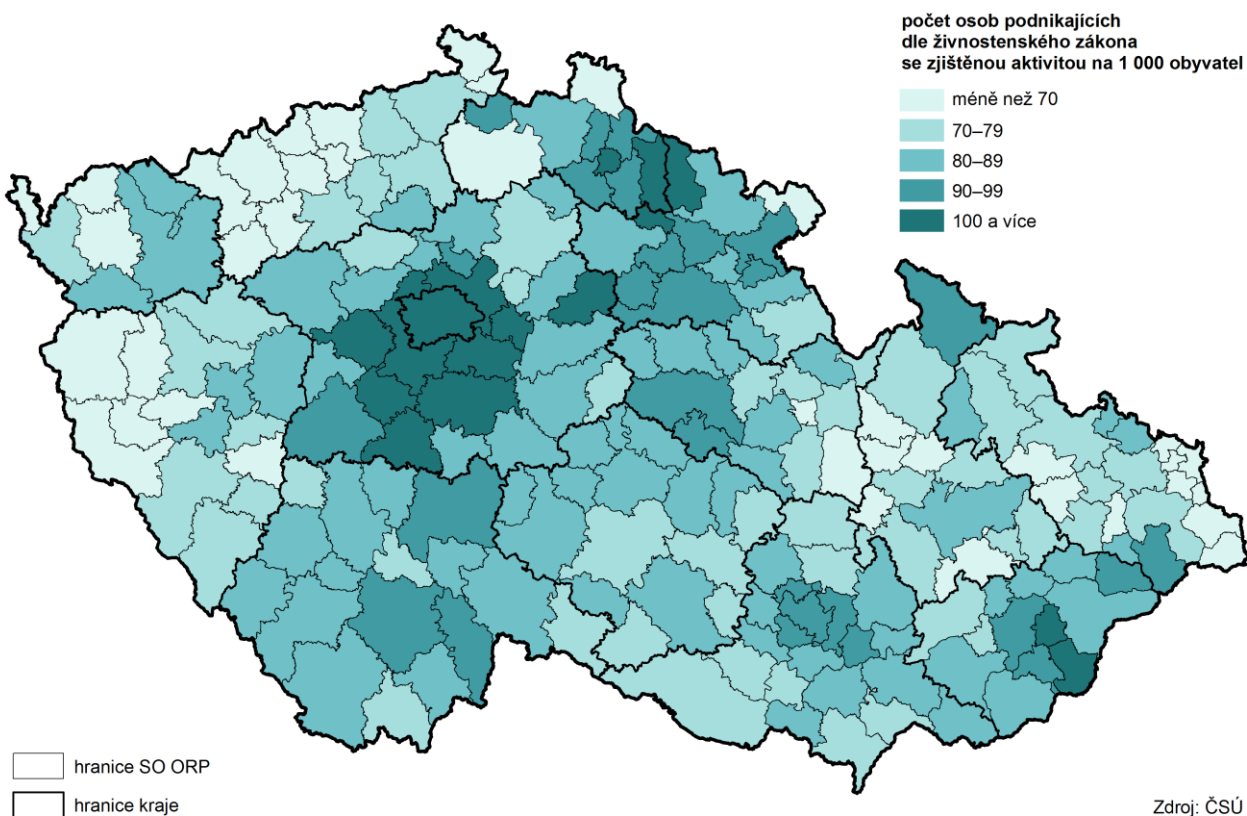 počet osob podnikajících
dle živnostenského zákona
se zjištěnou aktivitou na 1 000 obyvatel
méně než 70
70–79
80–89
90–99
100 a více
hranice SO ORP
hranice kraje
Zdroj: ČSÚ